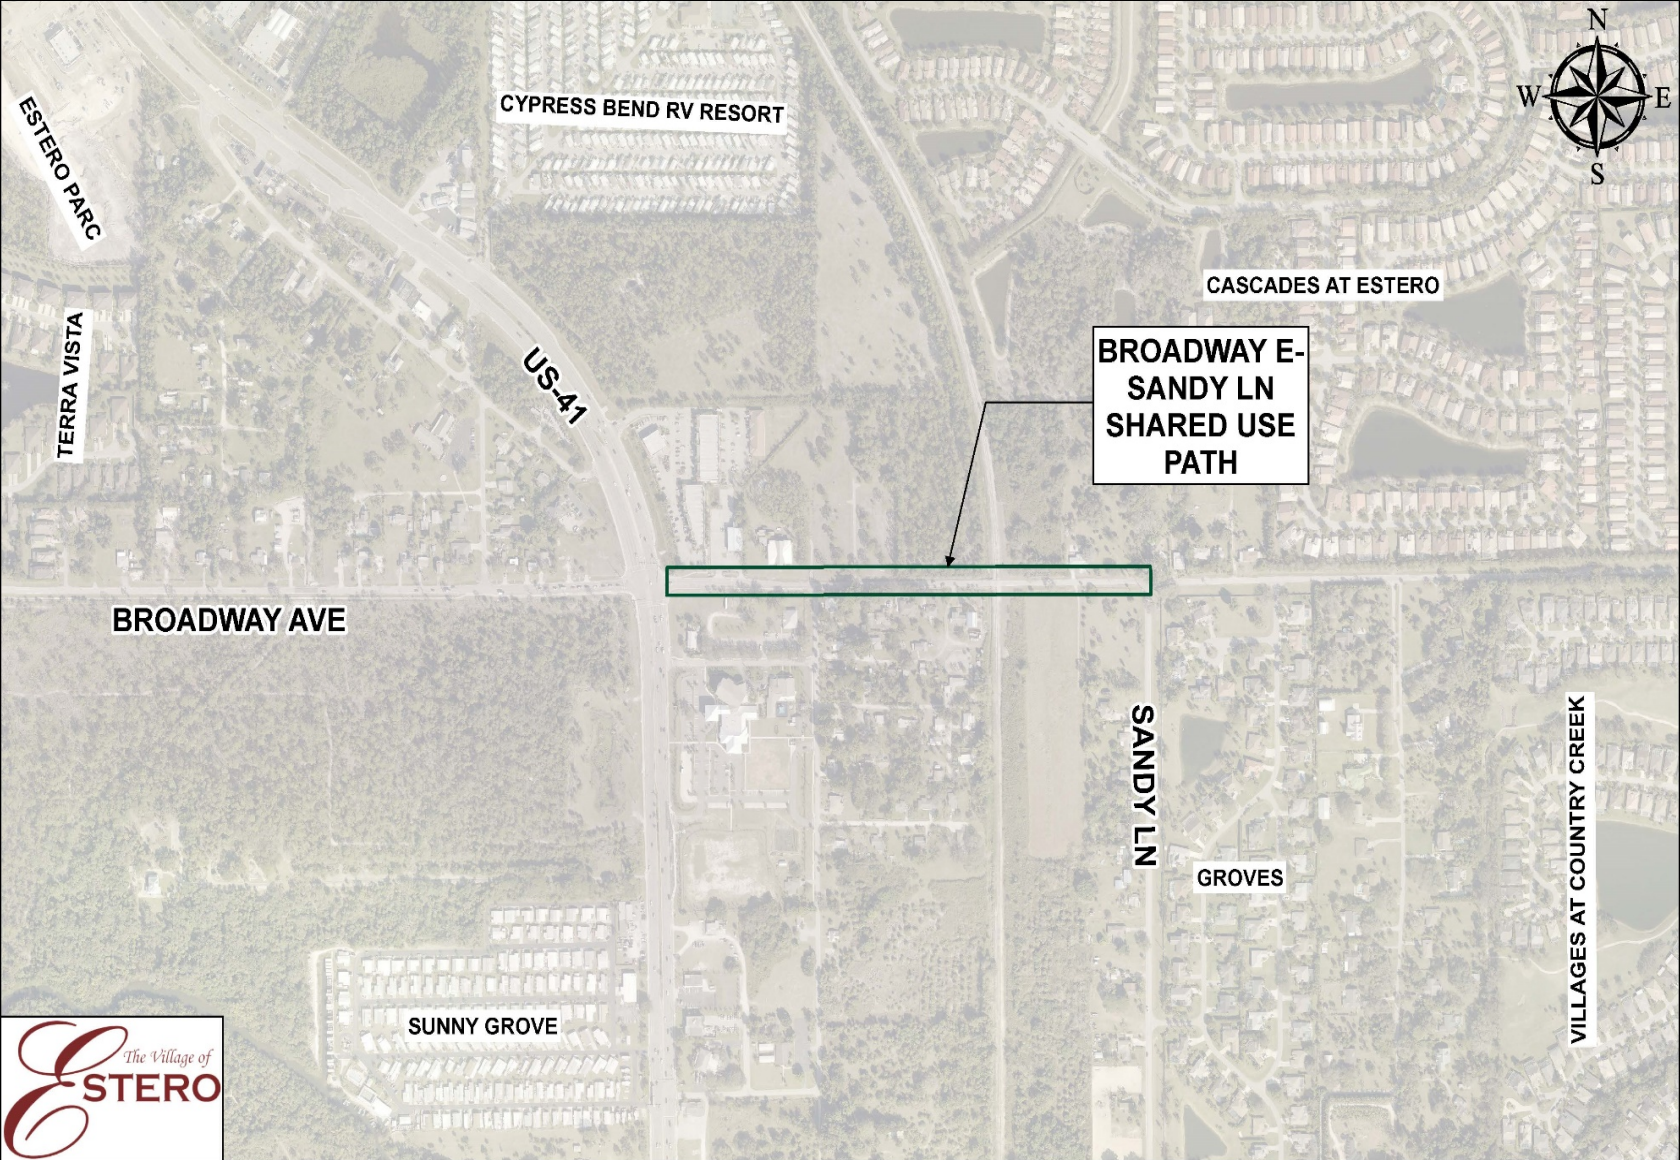 N
W
E
S
CYPRESS BEND RV RESORT
ESTERO PARC
CASCADES AT ESTERO
TERRA VISTA
US-41
BROADWAY E-
SANDY LN
SHARED USE
PATH
BROADWAY AVE
SANDY LN
VILLAGES AT COUNTRY CREEK
GROVES
SUNNY GROVE
The Village of
ESTERO